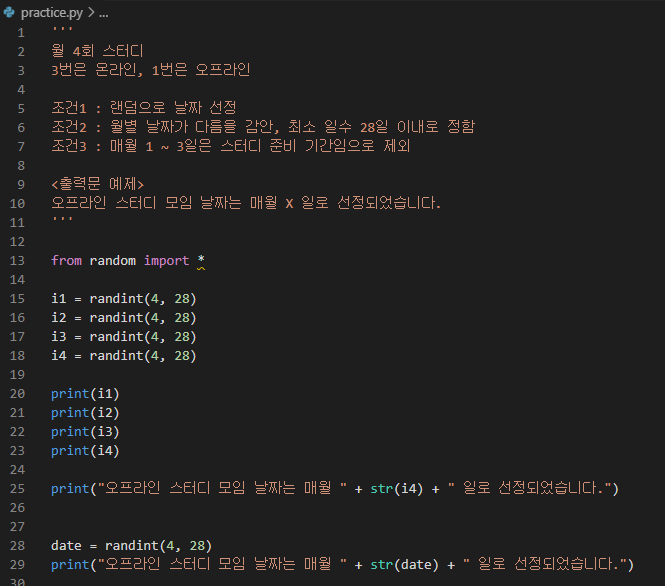 practice.py > ...
1 '''
2 월 4회 스터디
3 3번은 온라인, 1번은 오프라인
4
5 조건1 : 랜덤으로 날짜 선정
6 조건2 : 월별 날짜가 다름을 감안, 최소 일수 28일 이내로 정함
7 조건3 : 매월 1 ~ 3일은 스터디 준비 기간임으로 제외
8
9 <출력문 예제>
10 오프라인 스터디 모임 날짜는 매월 X 일로 선정되었습니다.
11 '''
12
13 from random import *
14
15 i1 = randint(4, 28)
16 i2 = randint(4, 28)
17 i3 = randint(4, 28)
18 i4 = randint(4, 28)
19
20 print(i1)
21 print(i2)
22 print(i3)
23 print(i4)
24
25 print("오프라인 스터디 모임 날짜는 매월 " + str(i4) + " 일로 선정되었습니다.")
26
27
28 date = randint(4, 28)
29 print("오프라인 스터디 모임 날짜는 매월 " + str(date) + " 일로 선정되었습니다.")
30